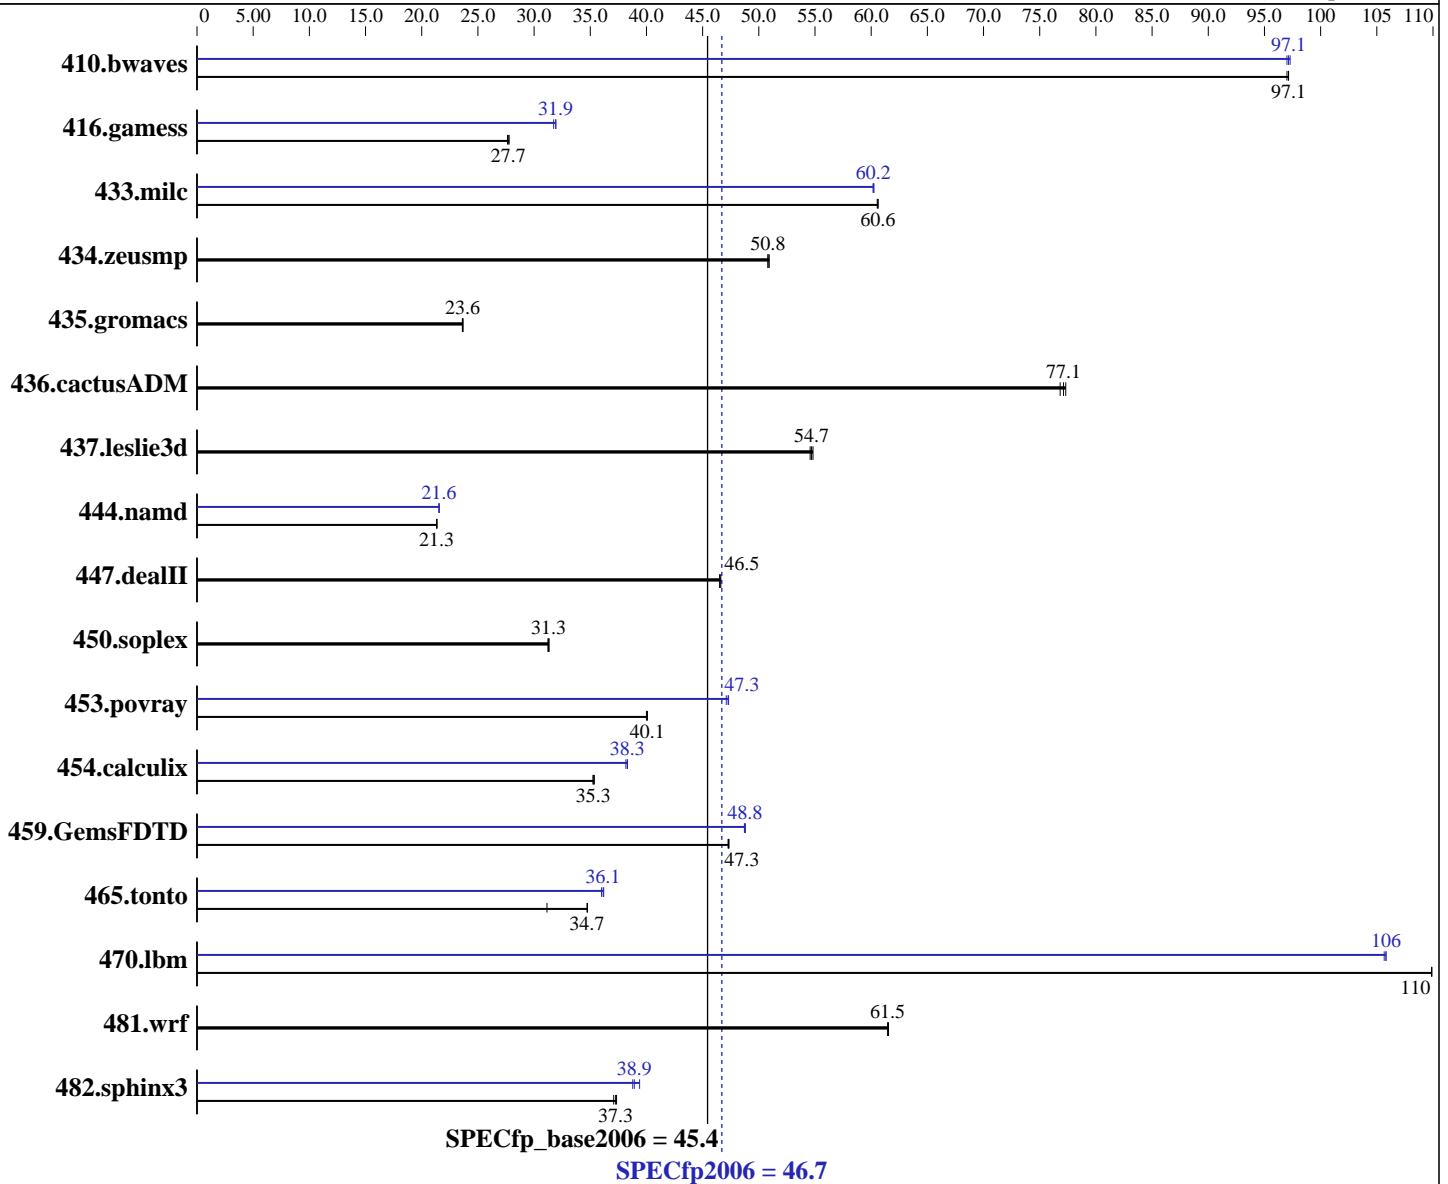 0 5.00 10.0 15.0 20.0 25.0 30.0 35.0 40.0 45.0 50.0 55.0 60.0 65.0 70.0 75.0 80.0 85.0 90.0 95.0 100 105 110
97.1
410.bwaves
97.1
31.9
416.gamess
27.7
60.2
433.milc
60.6
50.8
434.zeusmp
23.6
435.gromacs
77.1
436.cactusADM
54.7
437.leslie3d
21.6
444.namd
21.3
46.5
447.dealII
31.3
450.soplex
47.3
453.povray
40.1
38.3
454.calculix
35.3
48.8
459.GemsFDTD
47.3
36.1
465.tonto
34.7
106
470.lbm
110
61.5
481.wrf
38.9
482.sphinx3
37.3
SPECfp_base2006 = 45.4
SPECfp2006 = 46.7